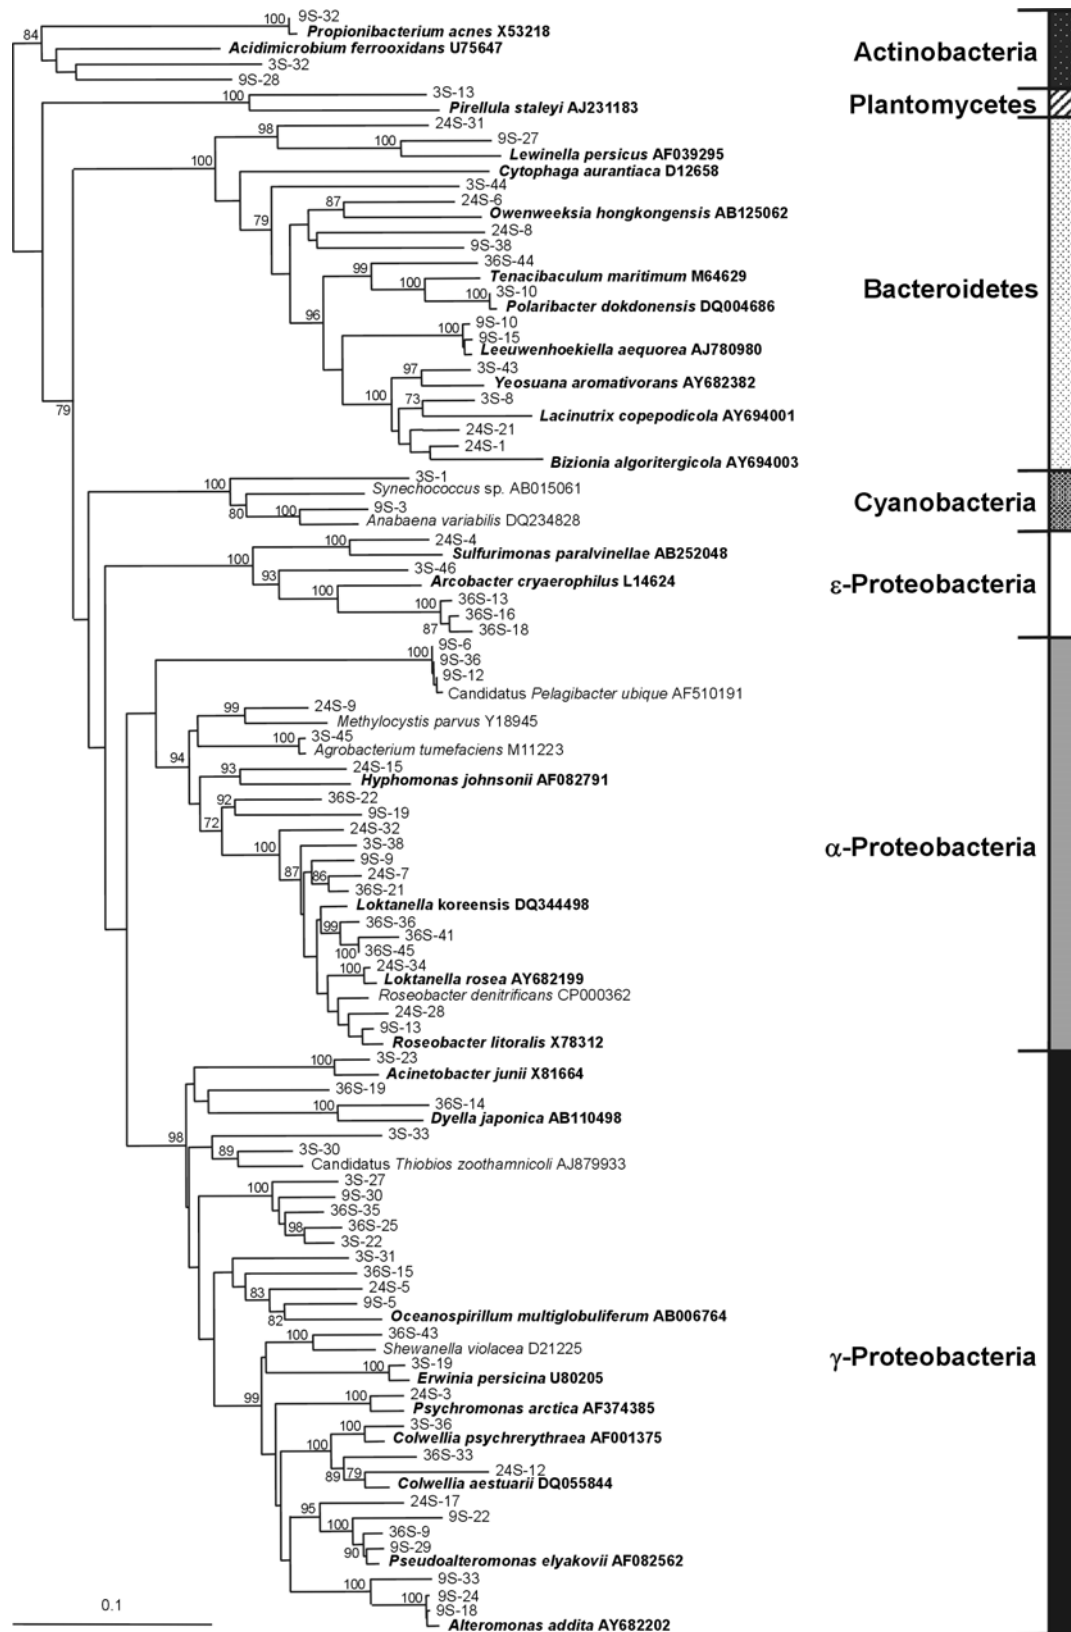 9S-32
100
Propionibacterium acnes X53218
84
Acidimicrobium ferrooxidans U75647
Actinobacteria
3S-32
9S-28
3S-13
100
Pirellula staleyi AJ231183
Plantomycetes
24S-31
98
9S-27
100
Lewinella persicus AF039295
100
Cytophaga aurantiaca D12658
3S-44
24S-6
87
Owenweeksia hongkongensis AB125062
79
24S-8
9S-38
36S-44
99
Tenacibaculum maritimum M64629
100
3S-10
100
Polaribacter dokdonensis DQ004686
Bacteroidetes
96
9S-10
100
9S-15
Leeuwenhoekiella aequorea AJ780980
3S-43
97
Yeosuana aromativorans AY682382
100
3S-8
73
Lacinutrix copepodicola AY694001
79
24S-21
24S-1
Bizionia algoritergicola AY694003
3S-1
100
Synechococcus sp. AB015061
Cyanobacteria
80
9S-3
100
Anabaena variabilis DQ234828
24S-4
100
Sulfurimonas paralvinellae AB252048
100
3S-46
93
Arcobacter cryaerophilus L14624
ε-Proteobacteria
100
36S-13
100
36S-16
87
36S-18
9S-6
100
9S-36
9S-12
Candidatus Pelagibacter ubique AF510191
24S-9
99
Methylocystis parvus Y18945
3S-45
100
Agrobacterium tumefaciens M11223
94
24S-15
93
Hyphomonas johnsonii AF082791
36S-22
92
9S-19
72
24S-32
100
3S-38
α-Proteobacteria
9S-9
87
86
24S-7
36S-21
Loktanella koreensis DQ344498
36S-36
99
36S-41
100
36S-45
24S-34
100
Loktanella rosea AY682199
Roseobacter denitrificans CP000362
24S-28
9S-13
Roseobacter litoralis X78312
3S-23
100
Acinetobacter junii X81664
36S-19
36S-14
100
Dyella japonica AB110498
98
3S-33
3S-30
89
Candidatus Thiobios zoothamnicoli AJ879933
3S-27
100
9S-30
36S-35
98
36S-25
3S-22
3S-31
36S-15
24S-5
83
9S-5
82
Oceanospirillum multiglobuliferum AB006764
36S-43
100
Shewanella violacea D21225
γ-Proteobacteria
3S-19
100
Erwinia persicina U80205
99
24S-3
100
Psychromonas arctica AF374385
3S-36
100
Colwellia psychrerythraea AF001375
100
36S-33
89
79
24S-12
Colwellia aestuarii DQ055844
24S-17
95
9S-22
100
36S-9
90
9S-29
Pseudoalteromonas elyakovii AF082562
9S-33
100
9S-24
100
9S-18
Alteromonas addita AY682202
0.1